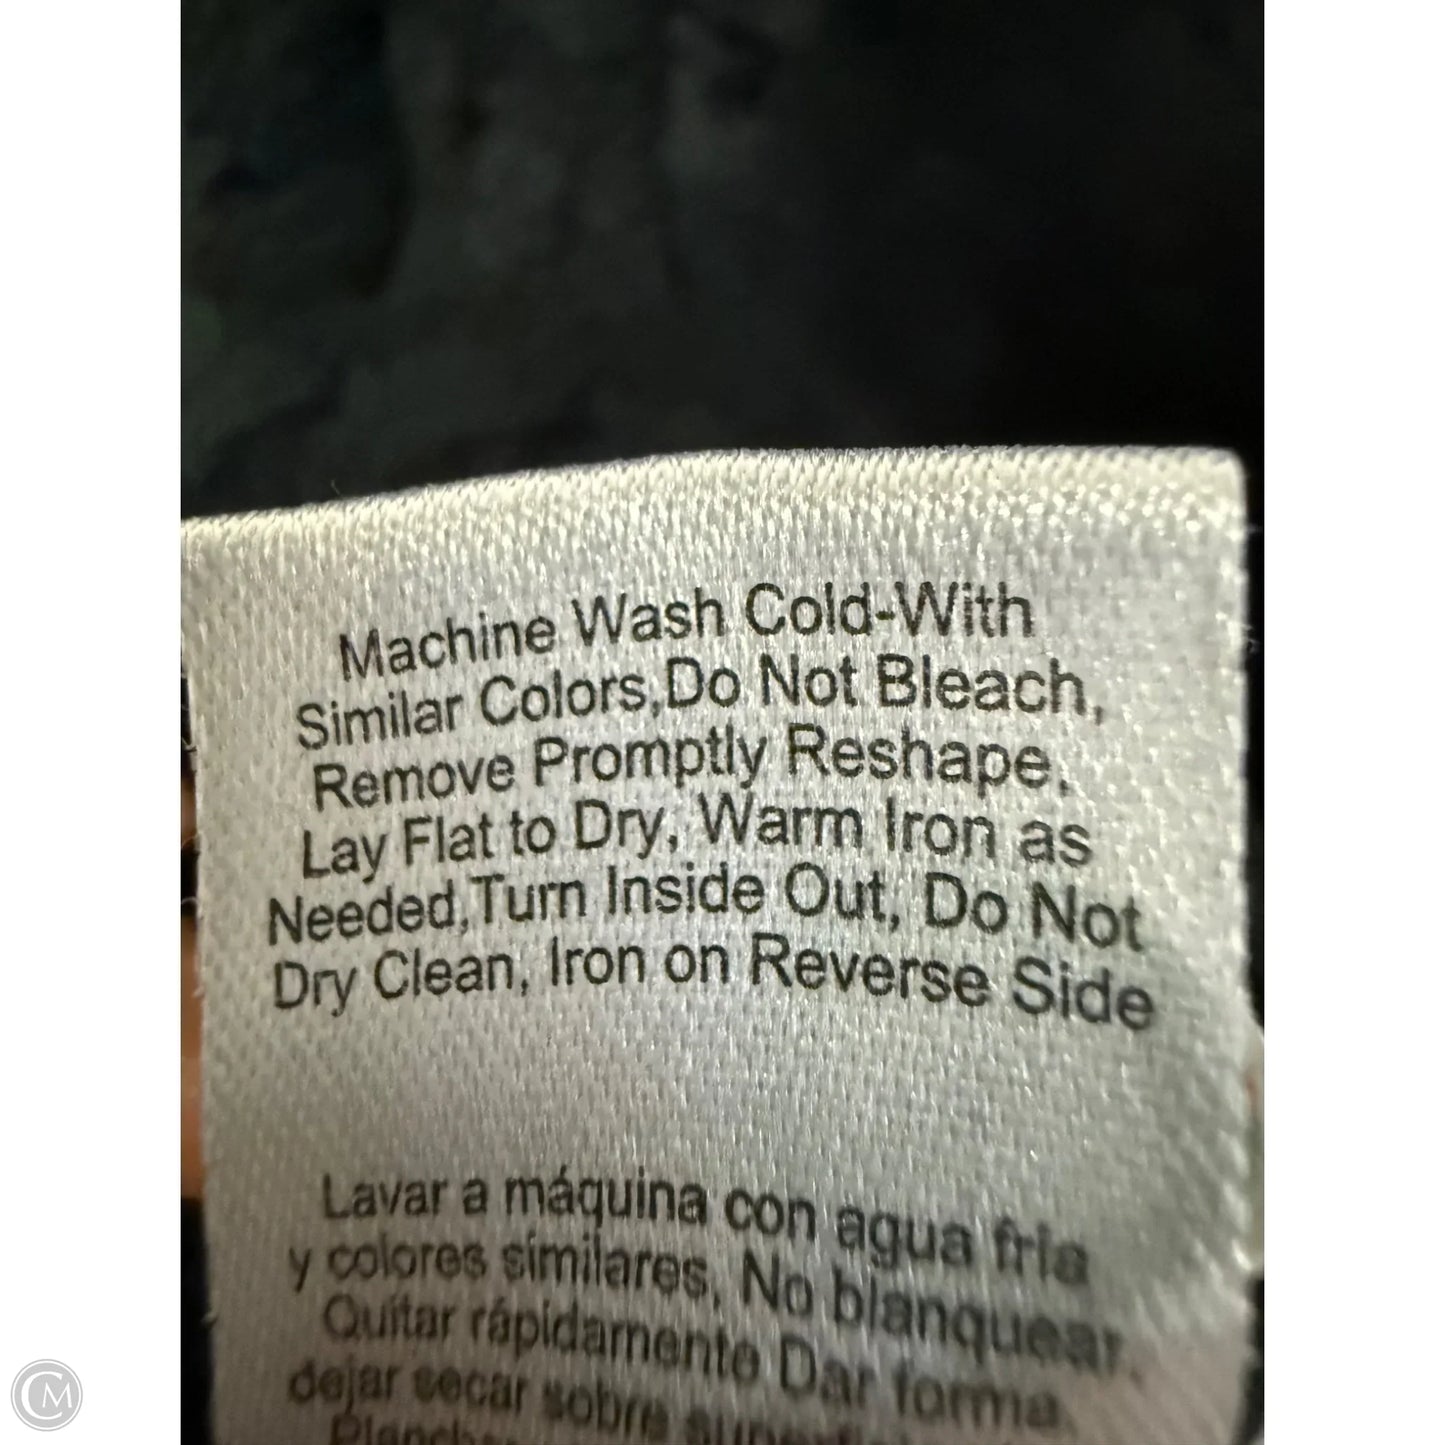 Machine Wash Cold-With
Similar Colors,Do Not Bleach,
Remove Promptly Reshape,
Lay Flat to Dry, Warm Iron as
Needed,Turn Inside Out, Do Not
Dry Clean, Iron on Reverse Side
Lavar a máquina con agua fria
y colores similares, No blanquear.
Quitar rápidamente Dar forma
dejar secar sobre
CM